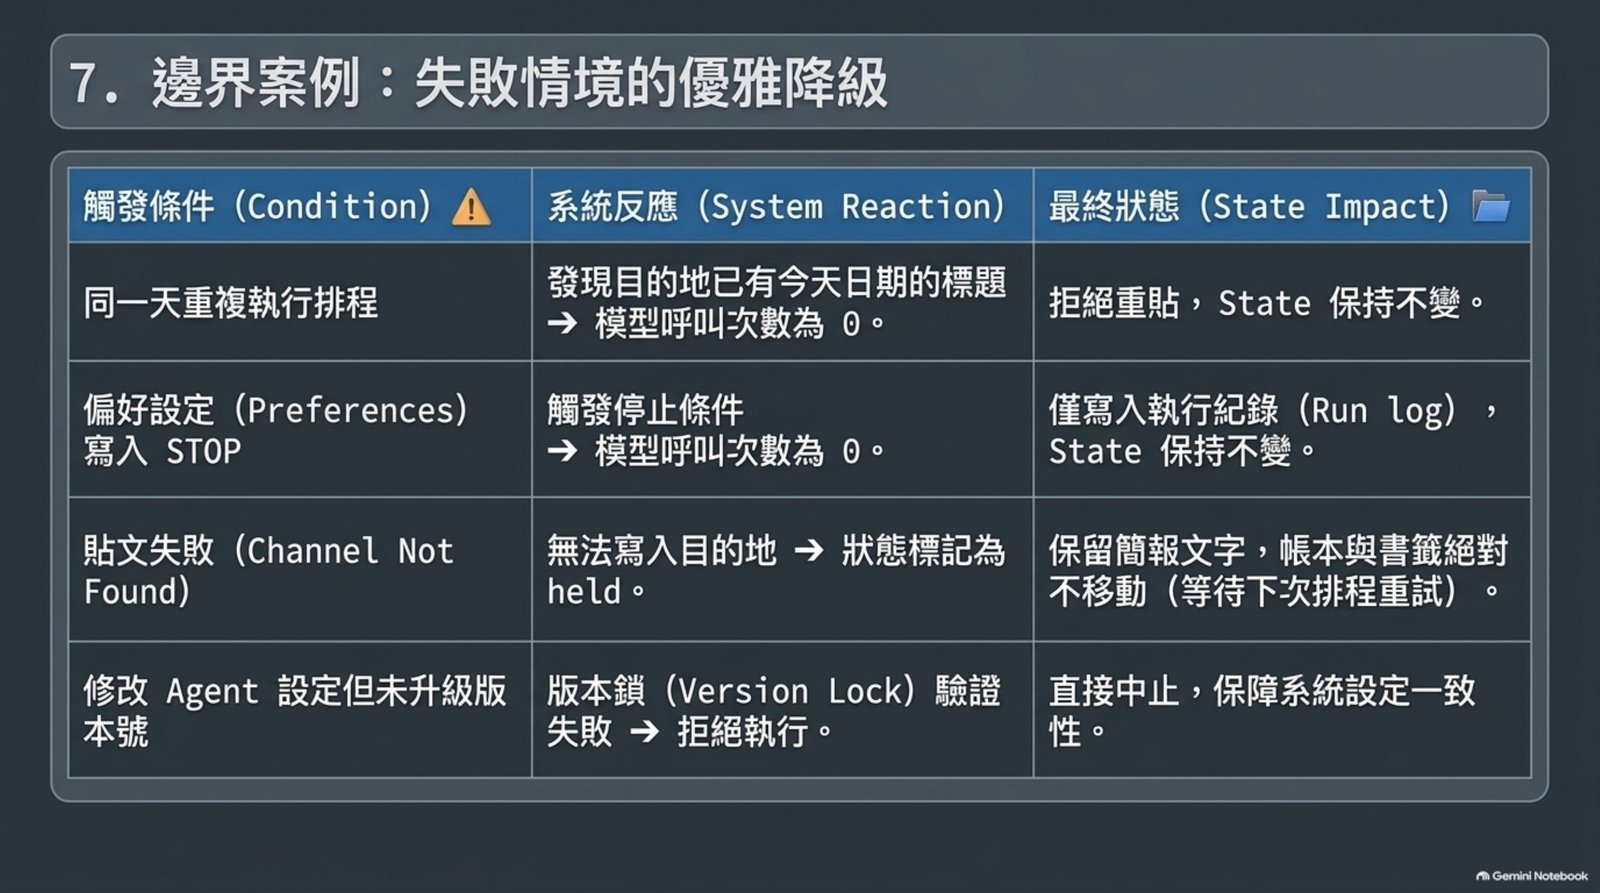 7. 邊界案例：失敗情境的優雅降級
觸發條件（Condition）
系統反應（System Reaction）
最終狀態（State Impact）
同一天重複執行排程
發現目的地已有今天日期的標題
➔ 模型呼叫次數為 0。
拒絕重貼，State 保持不變。
偏好設定（Preferences）
寫入 STOP
觸發停止條件
➔ 模型呼叫次數為 0。
僅寫入執行紀錄（Run log），
State 保持不變。
貼文失敗（Channel Not
Found）
無法寫入目的地 ➔ 狀態標記為
held。
保留簡報文字，帳本與書籤絕對
不移動（等待下次排程重試）。
修改 Agent 設定但未升級版
本號
版本鎖（Version Lock）驗證
失敗 ➔ 拒絕執行。
直接中止，保障系統設定一致
性。
Gemini Notebook